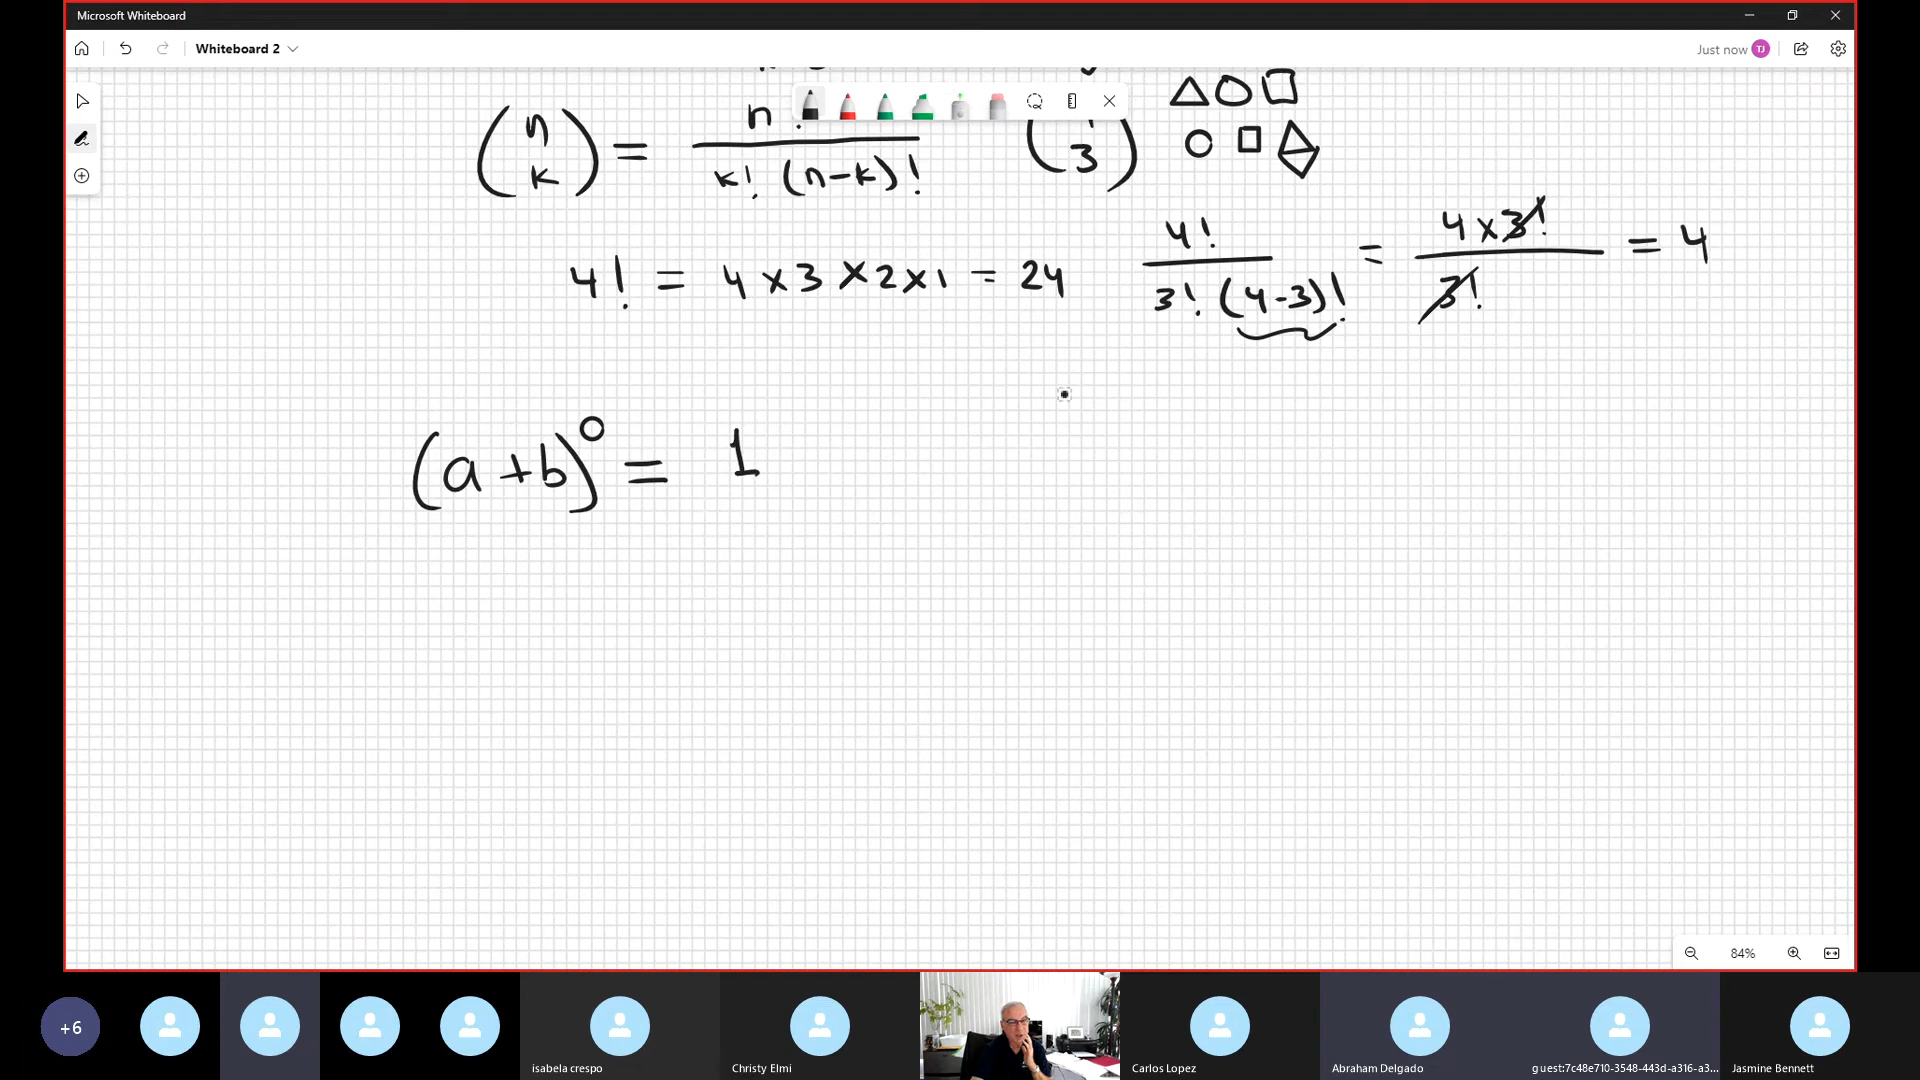 Microsoft Whiteboard
Whiteboard 2
Just now TJ
(n k) = n! / k! (n-k)!
3
4! = 4 x 3 x 2 x 1 = 24
4! / 3! (4-3)! = 4 x 3! / 3! = 4
(a+b)^0 = 1
84%
+6
isabela crespo
Christy Elmi
Carlos Lopez
Abraham Delgado
guest:7c48e710-3548-443d-a316-a3...
Jasmine Bennett